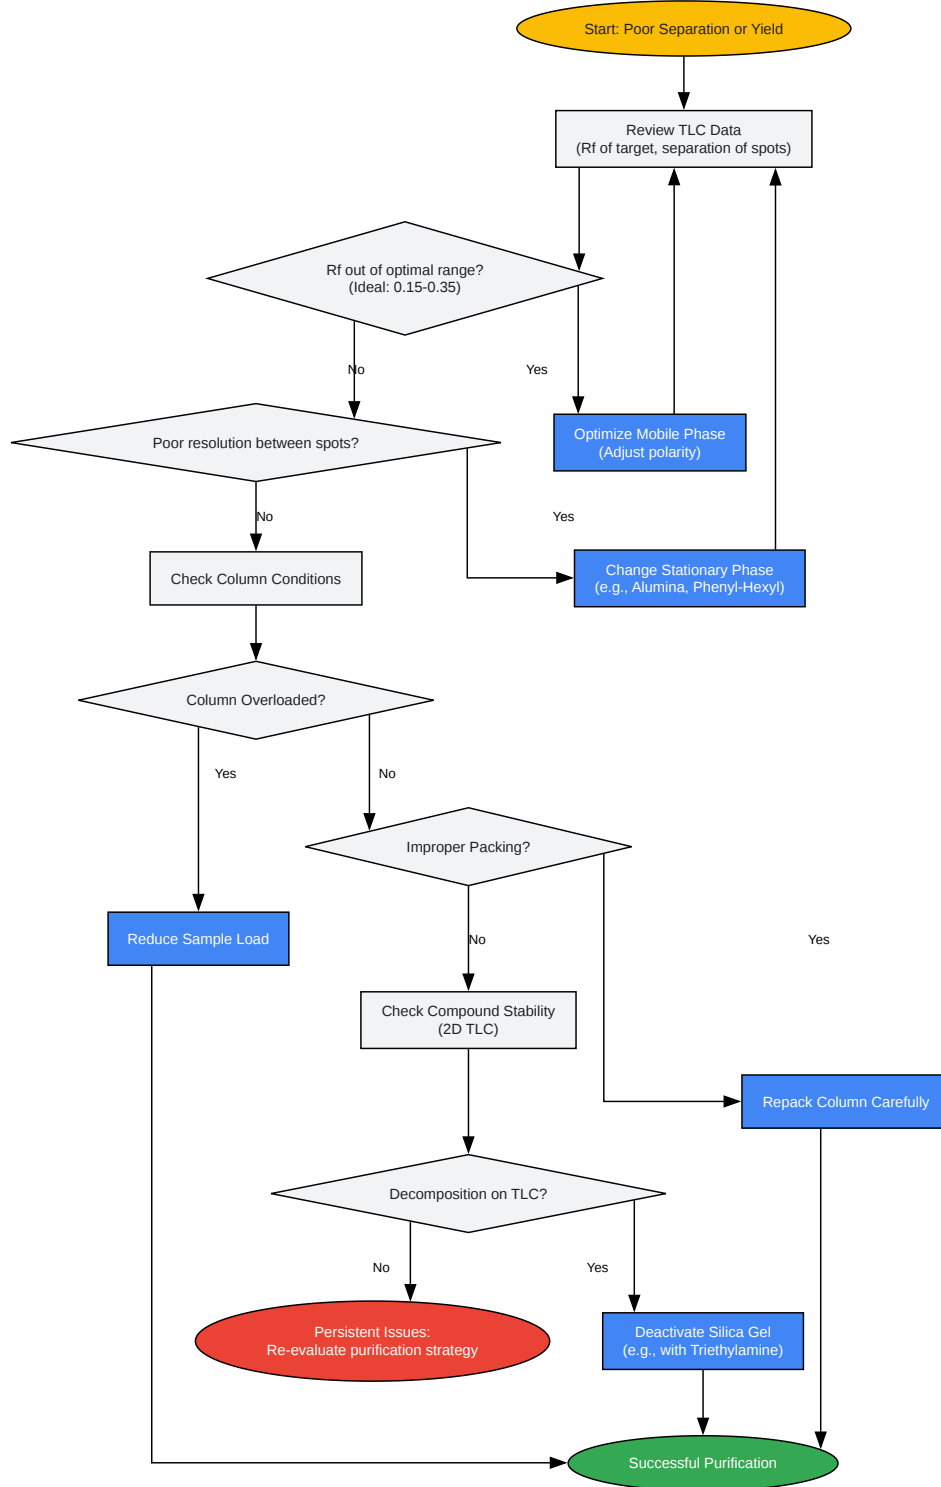 Start: Poor Separation or Yield
Review TLC Data
(Rf of target, separation of spots)
Rf out of optimal range?
(Ideal: 0.15-0.35)
No
Yes
Poor resolution between spots?
Optimize Mobile Phase
(Adjust polarity)
No
Yes
Check Column Conditions
Change Stationary Phase
(e.g., Alumina, Phenyl-Hexyl)
Column Overloaded?
Yes
No
Improper Packing?
Reduce Sample Load
No
Yes
Check Compound Stability
(2D TLC)
Repack Column Carefully
Decomposition on TLC?
No
Yes
Persistent Issues:
Re-evaluate purification strategy
Deactivate Silica Gel
(e.g., with Triethylamine)
Successful Purification